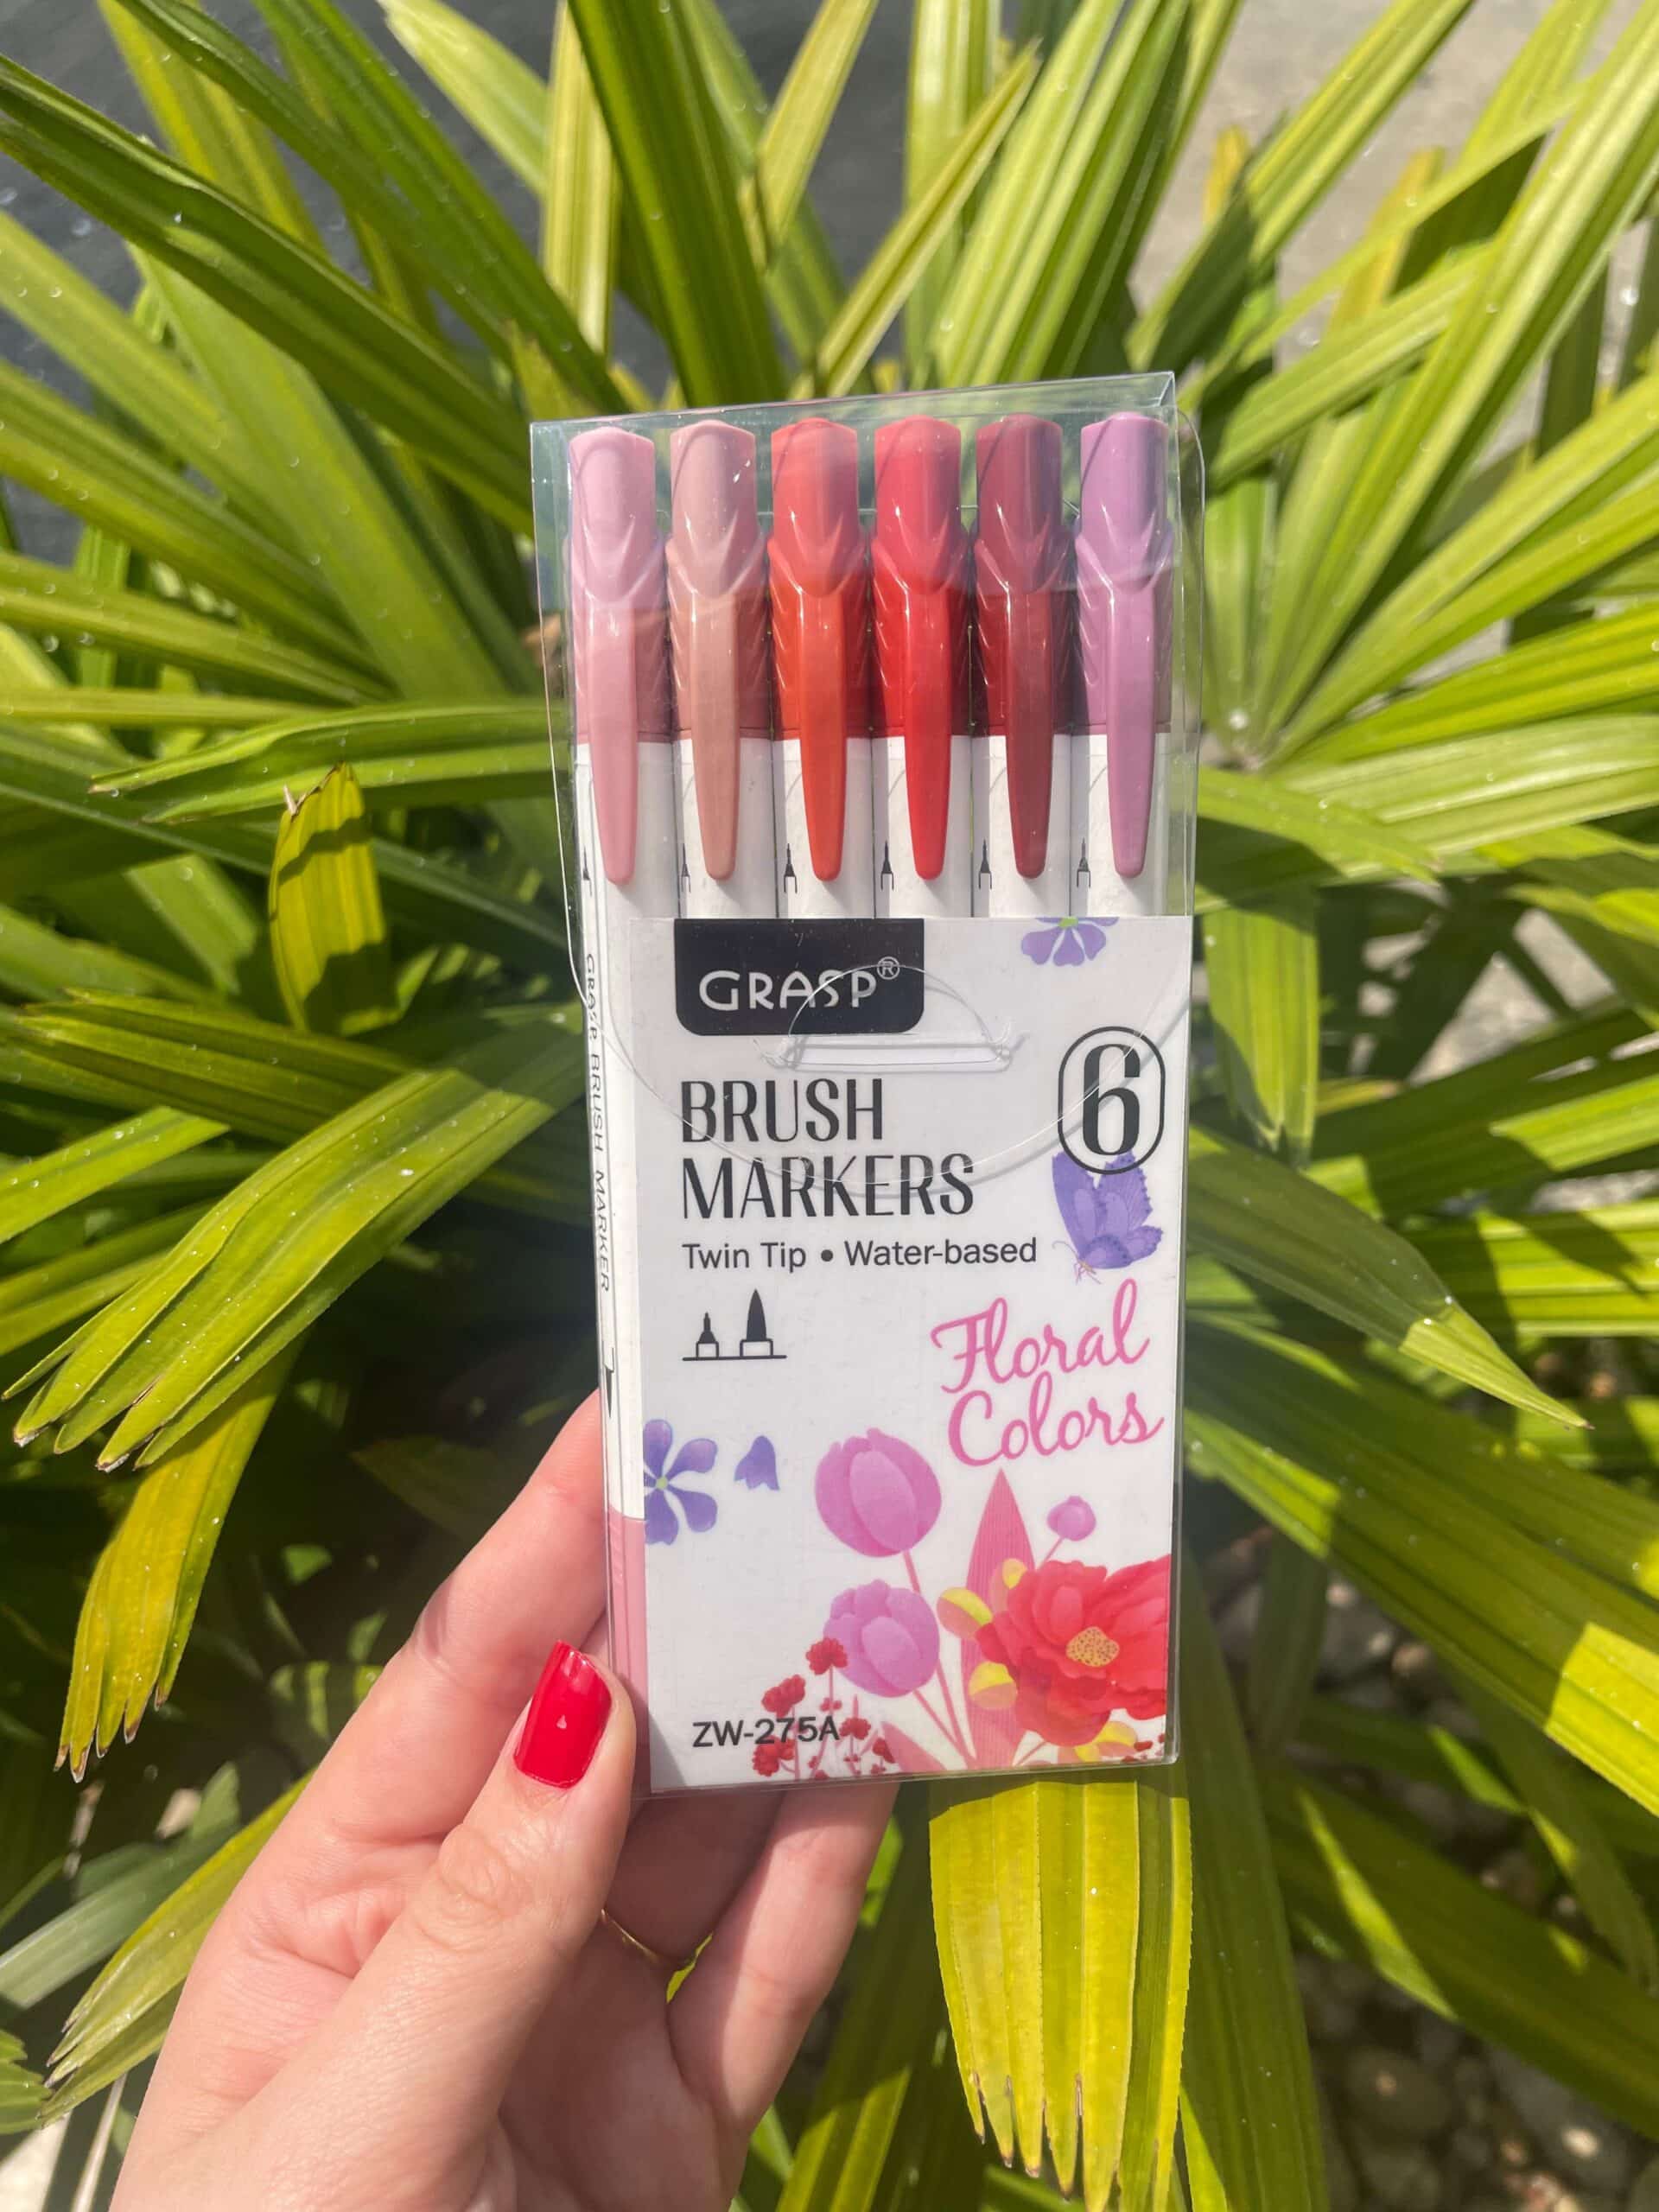 GRASP®
BRUSH
MARKERS
6
Twin Tip • Water-based
Floral
Colors
ZW-275A
GRASP BRUSH MARKER